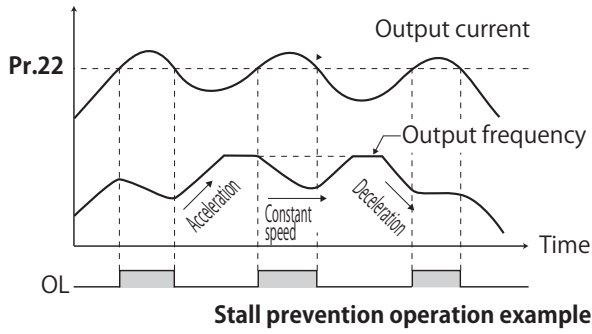 Output current
Pr.22
Output frequency
Acceleration
Constant
speed
Deceleration
Time
OL
Stall prevention operation example